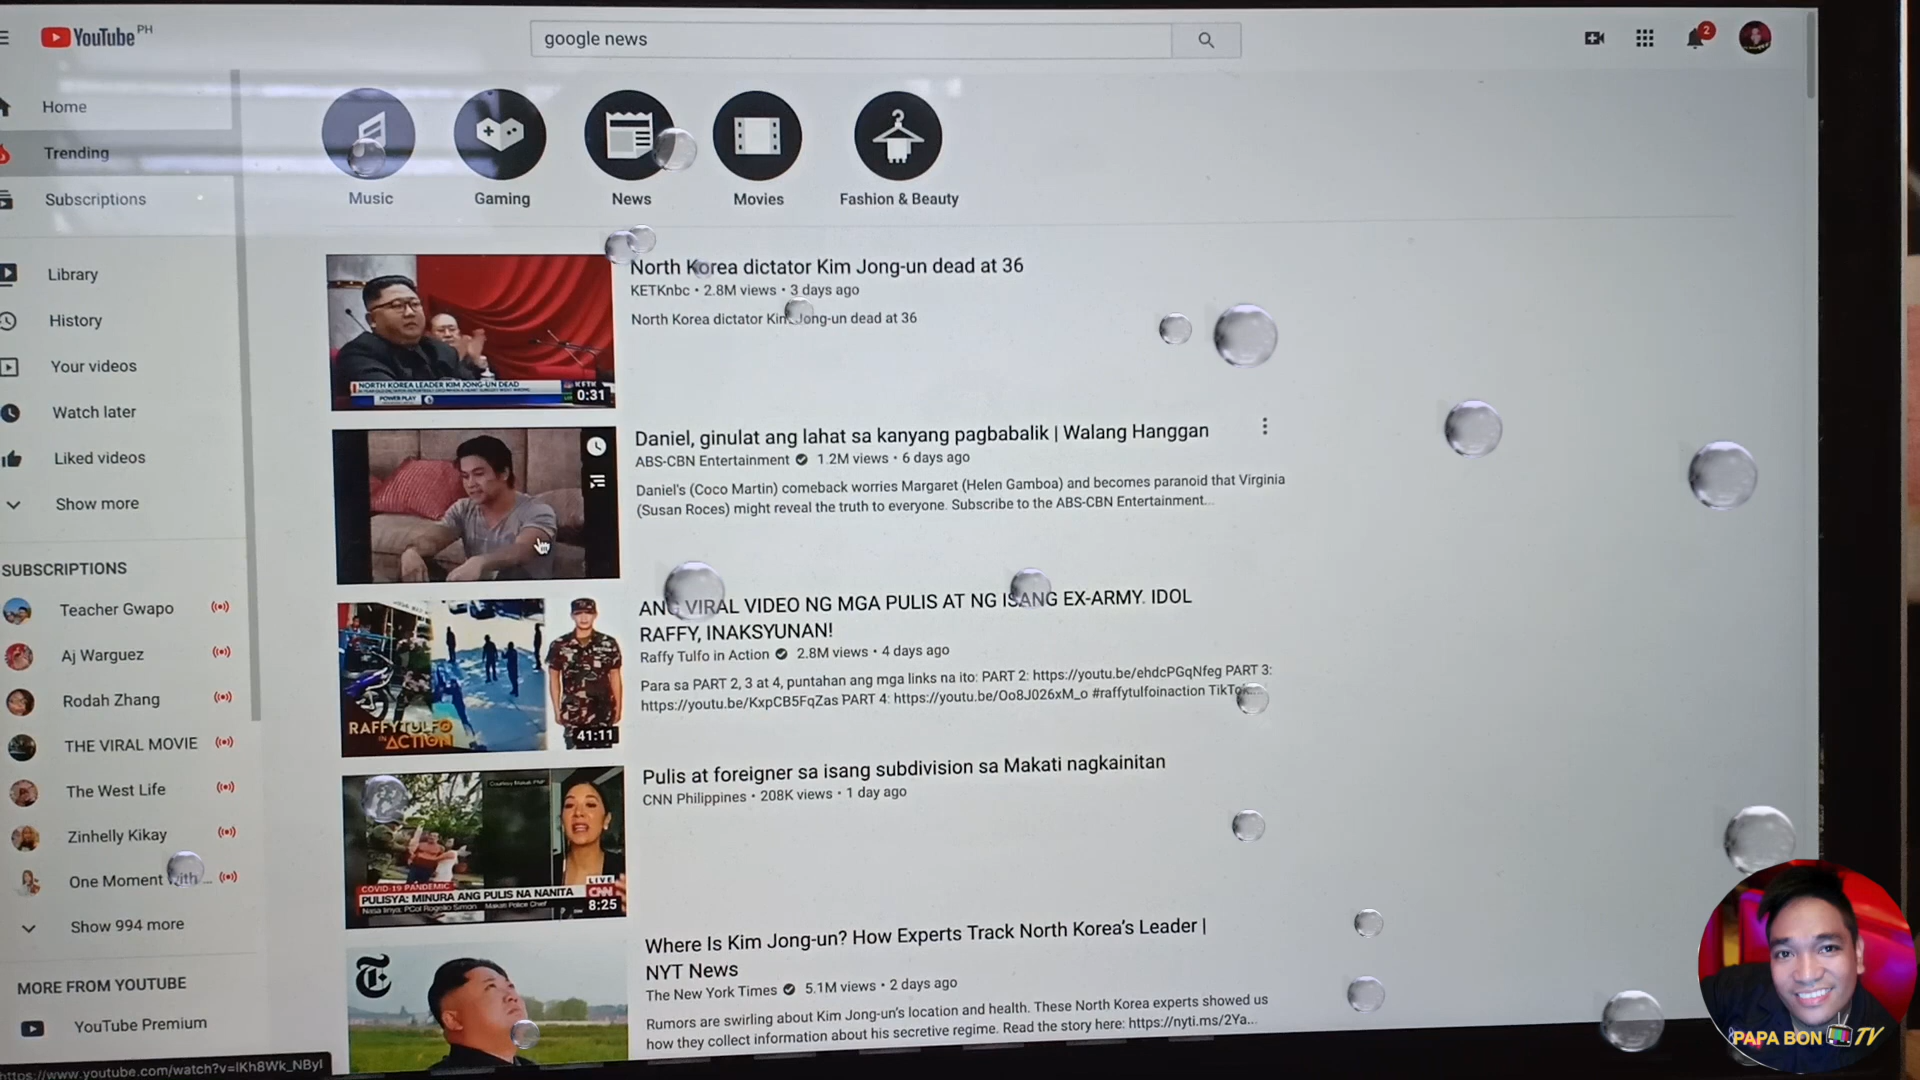 YouTube PH
google news
2
Home
Trending
Subscriptions
Library
History
Your videos
Watch later
Liked videos
Show more
SUBSCRIPTIONS
Teacher Gwapo
Aj Warguez
Rodah Zhang
THE VIRAL MOVIE
The West Life
Zinhelly Kikay
One Moment with ...
Show 994 more
MORE FROM YOUTUBE
YouTube Premium
https://www.youtube.com/watch?v=lKh8Wk_NByI
Music
Gaming
News
Movies
Fashion & Beauty
NORTH KOREA LEADER KIM JONG-UN DEAD
POWER PLAY
KETK
0:31
North Korea dictator Kim Jong-un dead at 36
KETKnbc • 2.8M views • 3 days ago
North Korea dictator Kim Jong-un dead at 36
Daniel, ginulat ang lahat sa kanyang pagbabalik | Walang Hanggan
ABS-CBN Entertainment 1.2M views • 6 days ago
Daniel's (Coco Martin) comeback worries Margaret (Helen Gamboa) and becomes paranoid that Virginia
(Susan Roces) might reveal the truth to everyone. Subscribe to the ABS-CBN Entertainment...
RAFFY TULFO
IN ACTION
41:11
ANG VIRAL VIDEO NG MGA PULIS AT NG ISANG EX-ARMY. IDOL
RAFFY, INAKSYUNAN!
Raffy Tulfo in Action 2.8M views • 4 days ago
Para sa PART 2, 3 at 4, puntahan ang mga links na ito: PART 2: https://youtu.be/ehdcPGqNfeg PART 3:
https://youtu.be/KxpCB5FqZas PART 4: https://youtu.be/Oo8J026xM_o #raffytulfoinaction TikTok...
COVID-19 PANDEMIC
PULISYA: MINURA ANG PULIS NA NANITA
LIVE
CNN
8:25
Pulis at foreigner sa isang subdivision sa Makati nagkainitan
CNN Philippines • 208K views • 1 day ago
Where Is Kim Jong-un? How Experts Track North Korea's Leader |
NYT News
The New York Times 5.1M views • 2 days ago
Rumors are swirling about Kim Jong-un's location and health. These North Korea experts showed us
how they collect information about his secretive regime. Read the story here: https://nyti.ms/2Ya...
PAPA BON TV